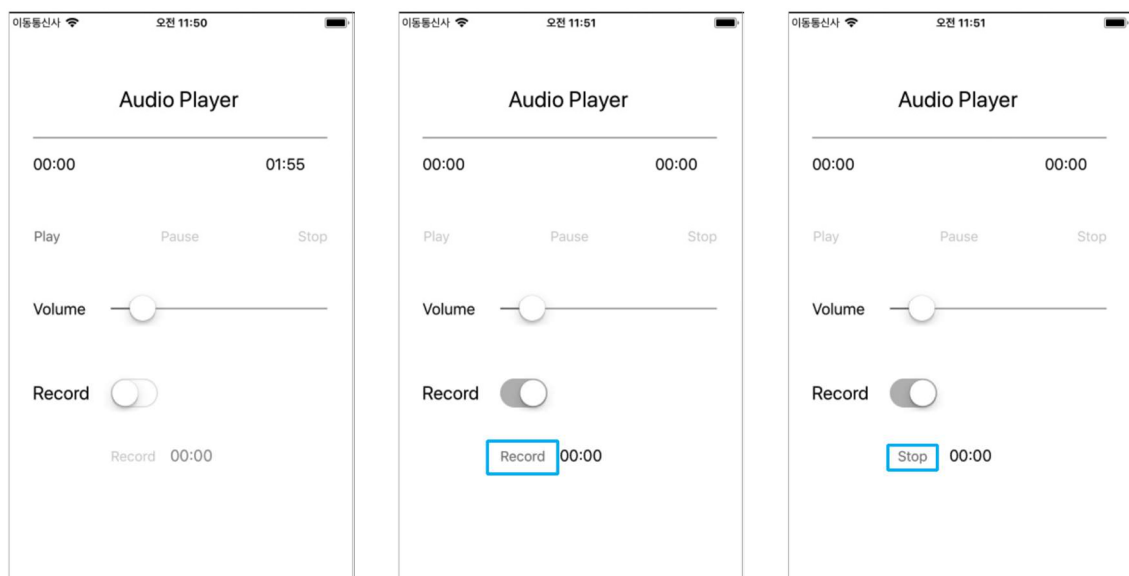 이동통신사 오전 11:50
Audio Player
00:00 01:55
Play Pause Stop
Volume
Record
Record 00:00
이동통신사 오전 11:51
Audio Player
00:00 00:00
Play Pause Stop
Volume
Record
Record 00:00
이동통신사 오전 11:51
Audio Player
00:00 00:00
Play Pause Stop
Volume
Record
Stop 00:00